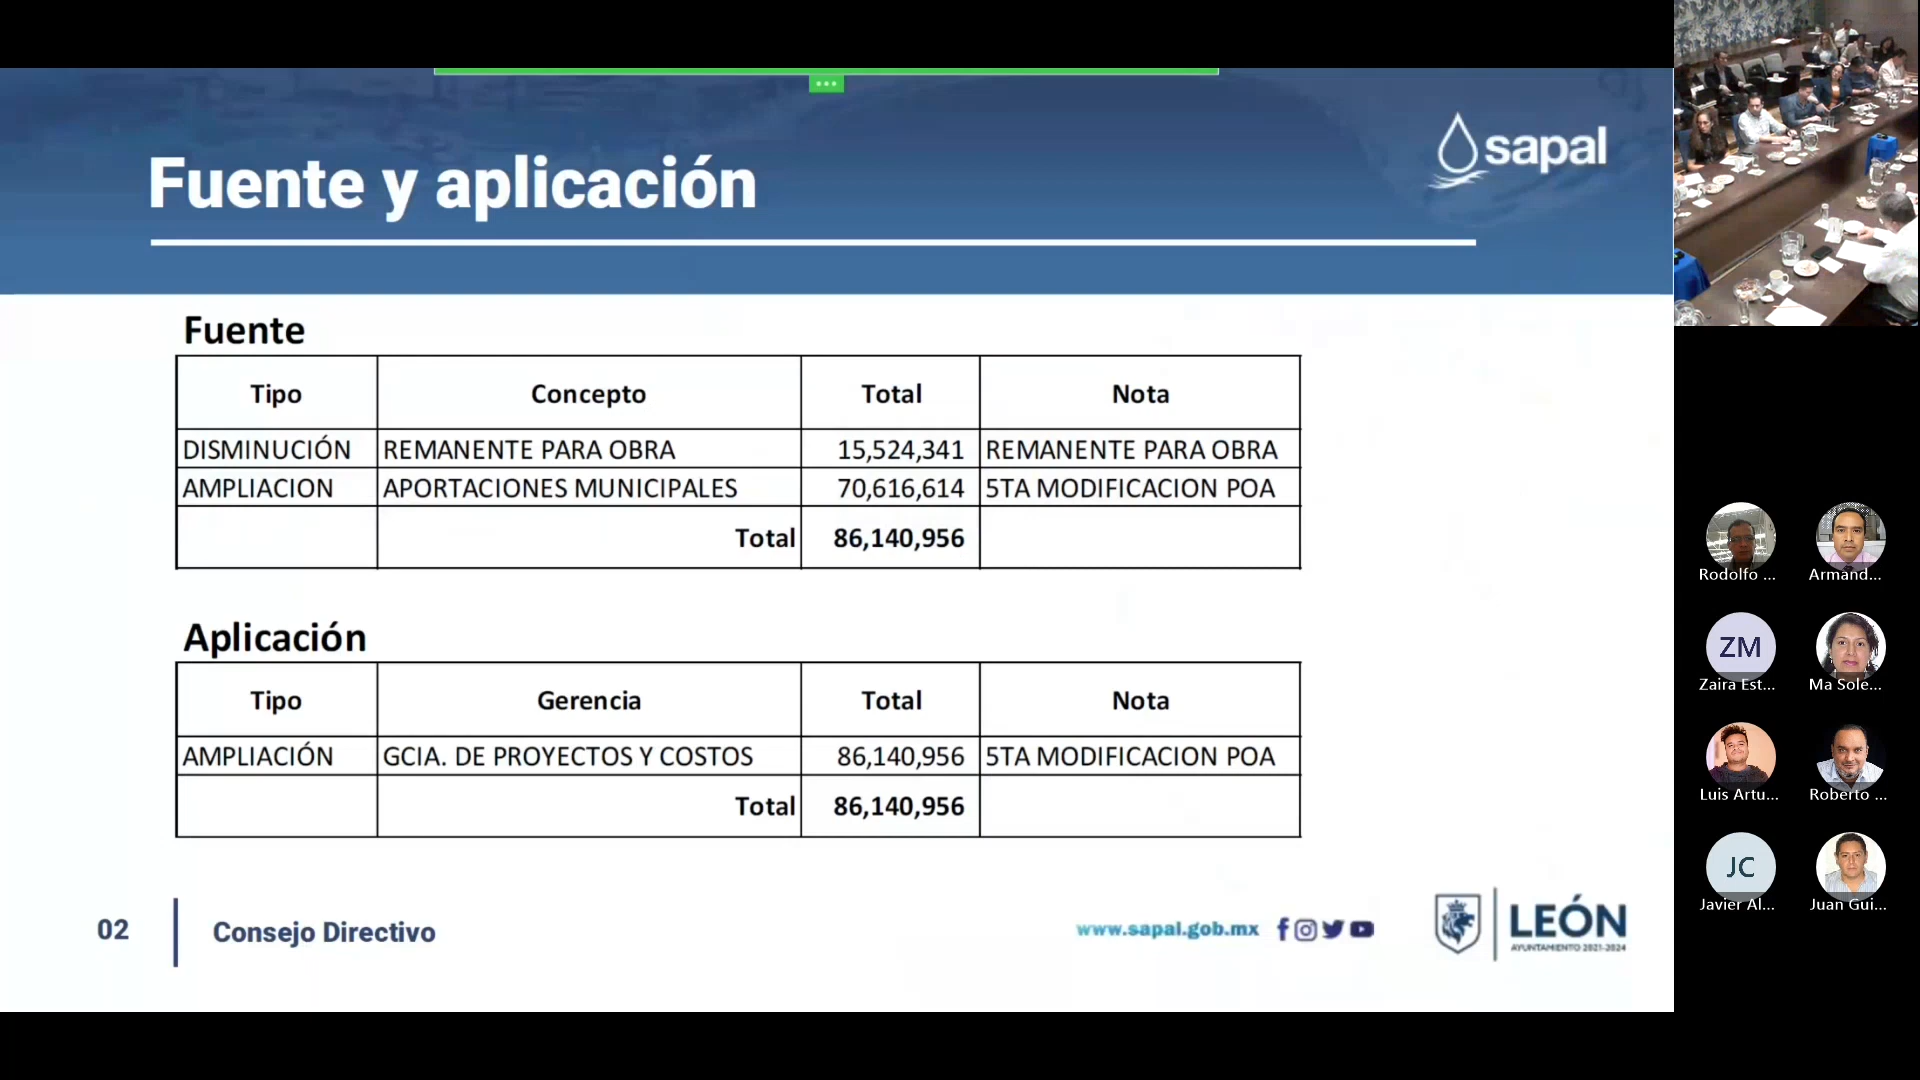 Fuente y aplicación
sapal
Fuente
Tipo Concepto Total Nota
DISMINUCIÓN REMANENTE PARA OBRA 15,524,341 REMANENTE PARA OBRA
AMPLIACION APORTACIONES MUNICIPALES 70,616,614 5TA MODIFICACION POA
Total 86,140,956
Aplicación
Tipo Gerencia Total Nota
AMPLIACIÓN GCIA. DE PROYECTOS Y COSTOS 86,140,956 5TA MODIFICACION POA
Total 86,140,956
02 Consejo Directivo
www.sapal.gob.mx
LEÓN
AYUNTAMIENTO 2021-2024
Rodolfo ... Armand...
ZM
Zaira Est... Ma Sole...
Luis Artu... Roberto ...
JC
Javier Al... Juan Gui...